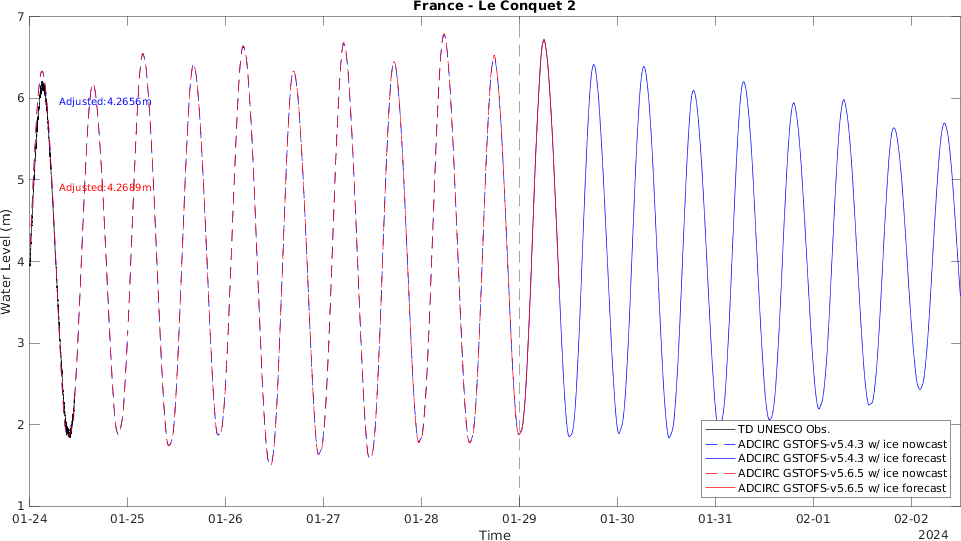 France - Le Conquet 2
7
6
5
4
3
2
1
Water Level (m)
Adjusted:4.2656m
Adjusted:4.2689m
TD UNESCO Obs.
ADCIRC GSTOFS-v5.4.3 w/ ice nowcast
ADCIRC GSTOFS-v5.4.3 w/ ice forecast
ADCIRC GSTOFS-v5.6.5 w/ ice nowcast
ADCIRC GSTOFS-v5.6.5 w/ ice forecast
01-24 01-25 01-26 01-27 01-28 01-29 01-30 01-31 02-01 02-02
Time
2024